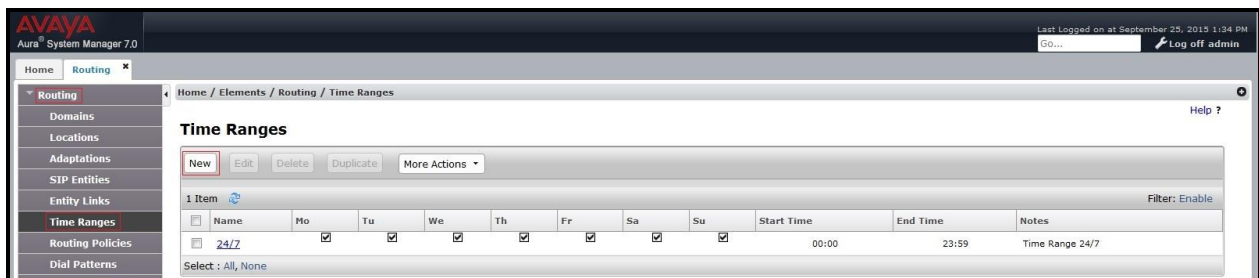 AVAYA
Last Logged on at September 25, 2015 1:34 PM
Aura® System Manager 7.0
Go...
Log off admin
Home
Routing ×
Routing
Home / Elements / Routing / Time Ranges
Help ?
Domains
Locations
Adaptations
SIP Entities
Entity Links
Time Ranges
Routing Policies
Dial Patterns
Time Ranges
New Edit Delete Duplicate More Actions
1 Item
Filter: Enable
Name Mo Tu We Th Fr Sa Su Start Time End Time Notes
24/7 00:00 23:59 Time Range 24/7
Select : All, None